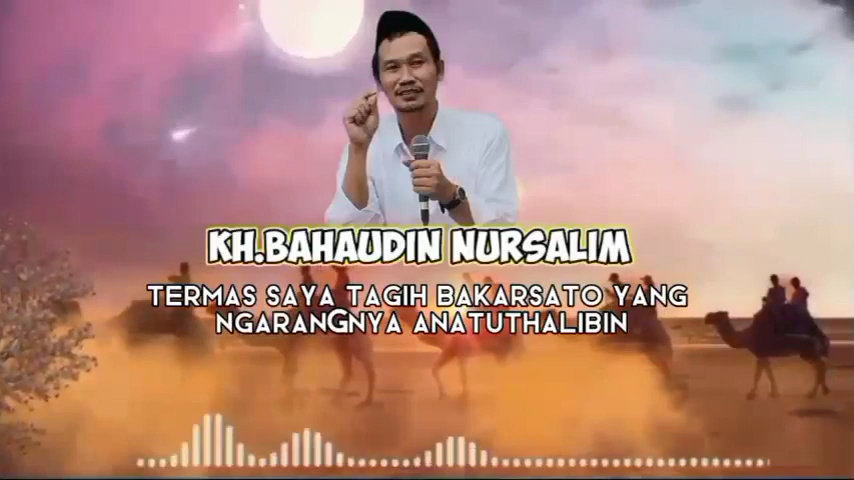 KH.BAHAUDIN NURSALIM
TERMAS SAYA TAGIH BAKARSATO YANG
NGARANGNYA ANATUTHALIBIN